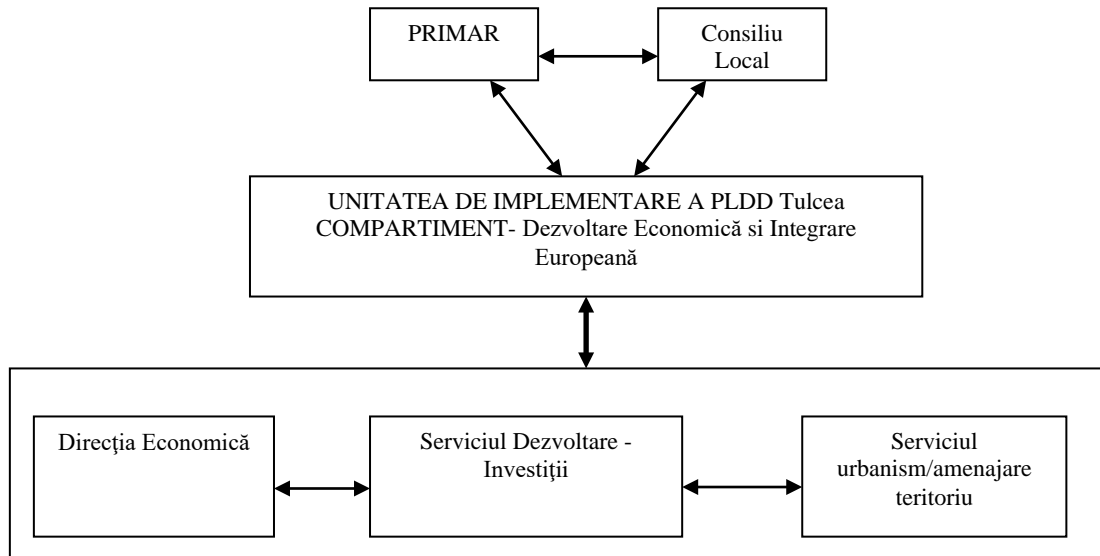 PRIMAR
Consiliu
Local
UNITATEA DE IMPLEMENTARE A PLDD Tulcea
COMPARTIMENT- Dezvoltare Economică si Integrare
Europeană
Direcţia Economică
Serviciul Dezvoltare -
Investiţii
Serviciul
urbanism/amenajare
teritoriu